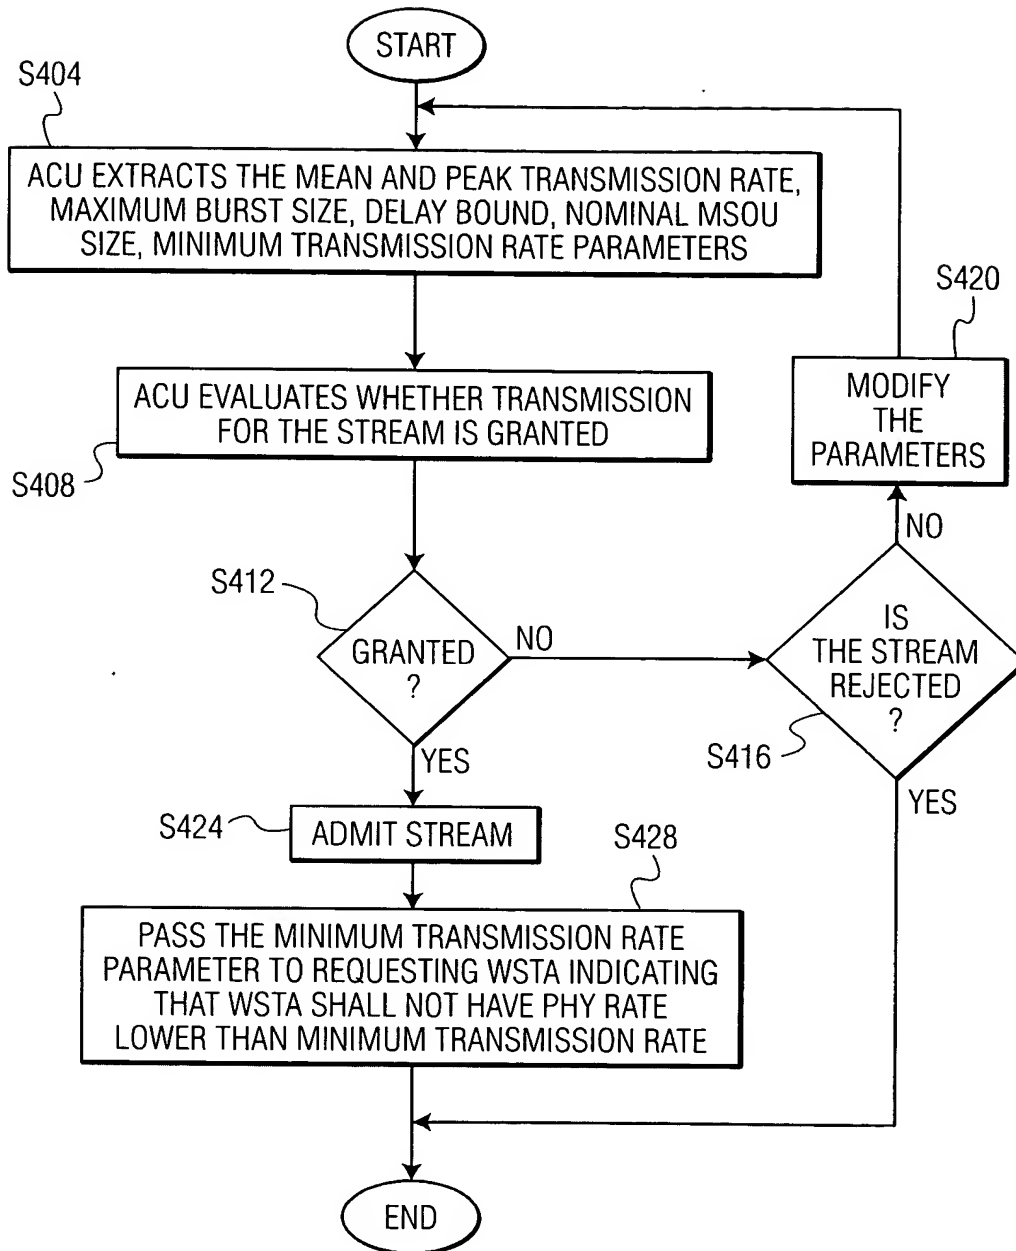 START
S404
ACU EXTRACTS THE MEAN AND PEAK TRANSMISSION RATE,
MAXIMUM BURST SIZE, DELAY BOUND, NOMINAL MSOU
SIZE, MINIMUM TRANSMISSION RATE PARAMETERS
S420
MODIFY
THE
PARAMETERS
ACU EVALUATES WHETHER TRANSMISSION
FOR THE STREAM IS GRANTED
S408
NO
S412
GRANTED
?
NO
IS
THE STREAM
REJECTED
?
S416
YES
YES
S424
ADMIT STREAM
S428
PASS THE MINIMUM TRANSMISSION RATE
PARAMETER TO REQUESTING WSTA INDICATING
THAT WSTA SHALL NOT HAVE PHY RATE
LOWER THAN MINIMUM TRANSMISSION RATE
END